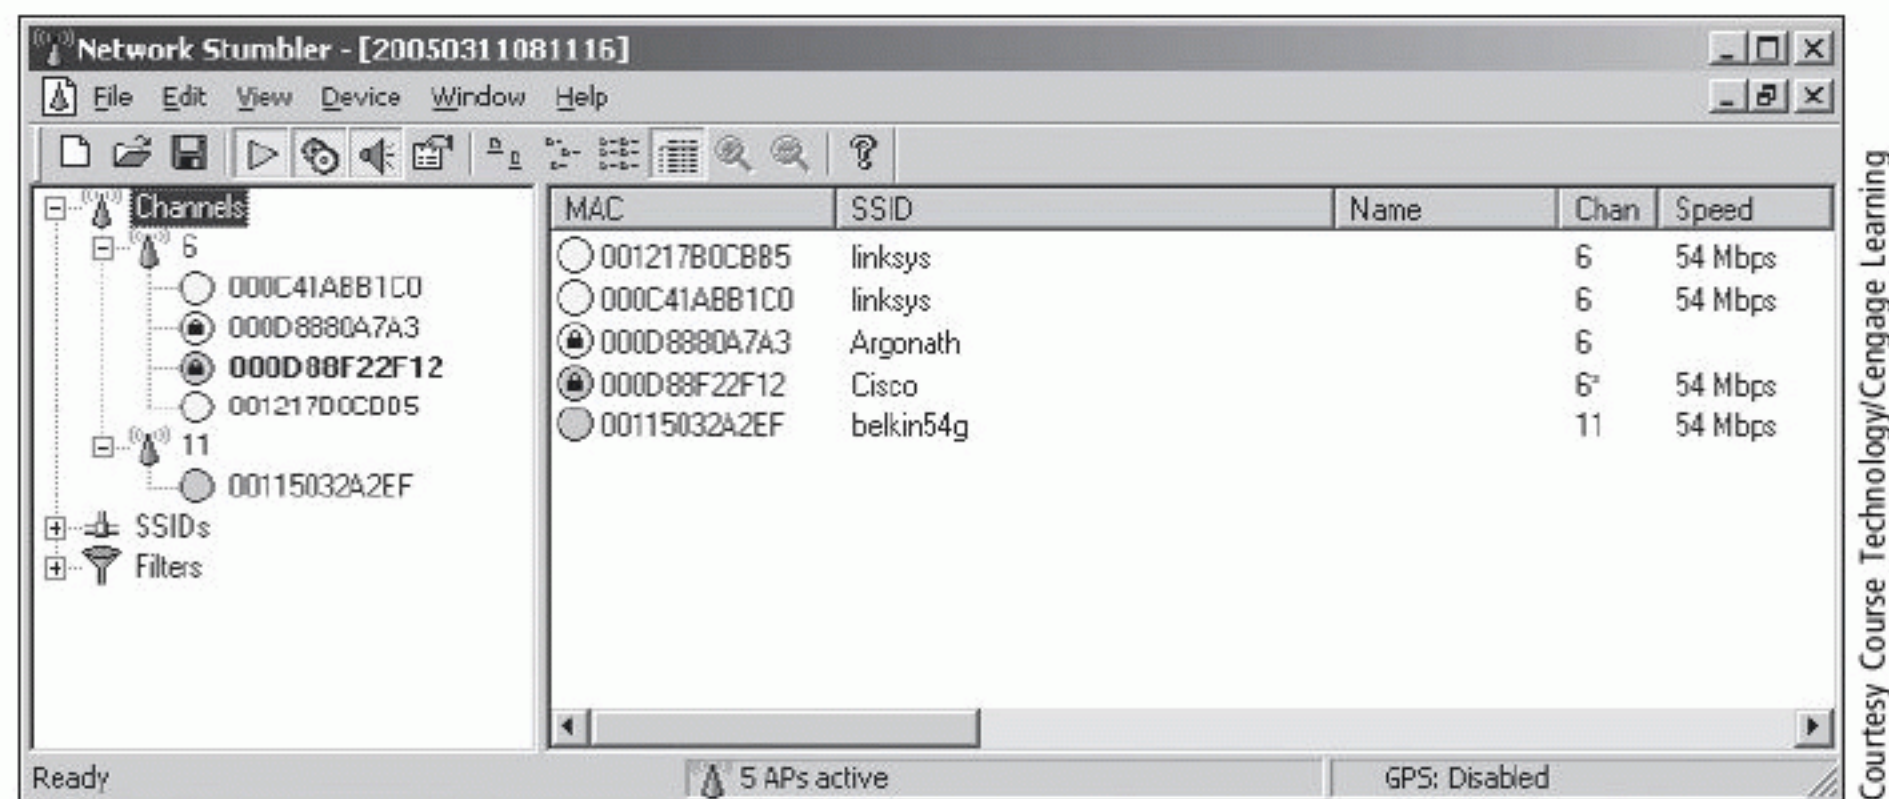 Network Stumbler - [20050311081116]
File Edit View Device Window Help
Channels
6
000C41ABB1C0
000D8880A7A3
000D88F22F12
11
00115032A2EF
SSIDs
Filters
MAC SSID Name Chan Speed
001217B0CBB5 linksys 6 54 Mbps
000C41ABB1C0 linksys 6 54 Mbps
000D8880A7A3 Argonath 6
000D88F22F12 Cisco 6* 54 Mbps
00115032A2EF belkin54g 11 54 Mbps
Ready 5 APs active GPS: Disabled
Courtesy Course Technology/Cengage Learning